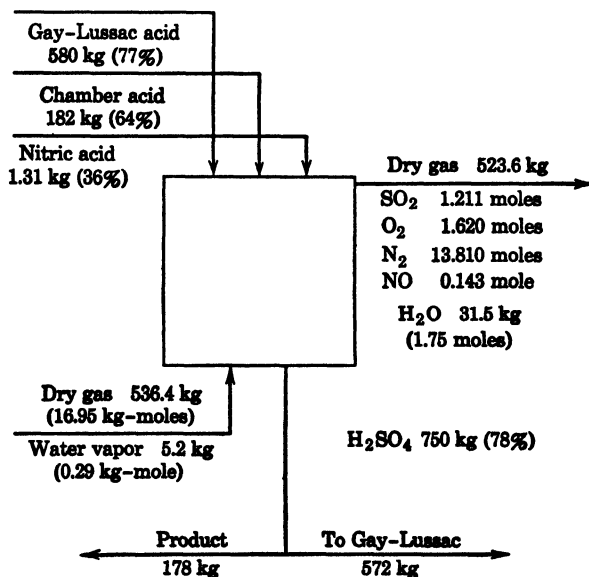 Gay-Lussac acid
580 kg (77%)
Chamber acid
182 kg (64%)
Nitric acid
1.31 kg (36%)
Dry gas 523.6 kg
SO₂ 1.211 moles
O₂ 1.620 moles
N₂ 13.810 moles
NO 0.143 mole
H₂O 31.5 kg
(1.75 moles)
Dry gas 536.4 kg
(16.95 kg-moles)
Water vapor 5.2 kg
(0.29 kg-mole)
H₂SO₄ 750 kg (78%)
Product
178 kg
To Gay-Lussac
572 kg